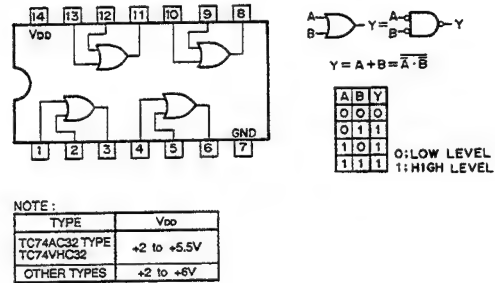 14 13 12 11 10 9 8
VDD
GND
1 2 3 4 5 6 7
A
B
Y = A
B
Y
Y = A + B = A · B
A B Y
0 0 0
0 1 1
1 0 1
1 1 1
0; LOW LEVEL
1; HIGH LEVEL
NOTE :
TYPE VDD
TC74AC32 TYPE
TC74VHC32
+2 to +5.5V
OTHER TYPES +2 to +6V